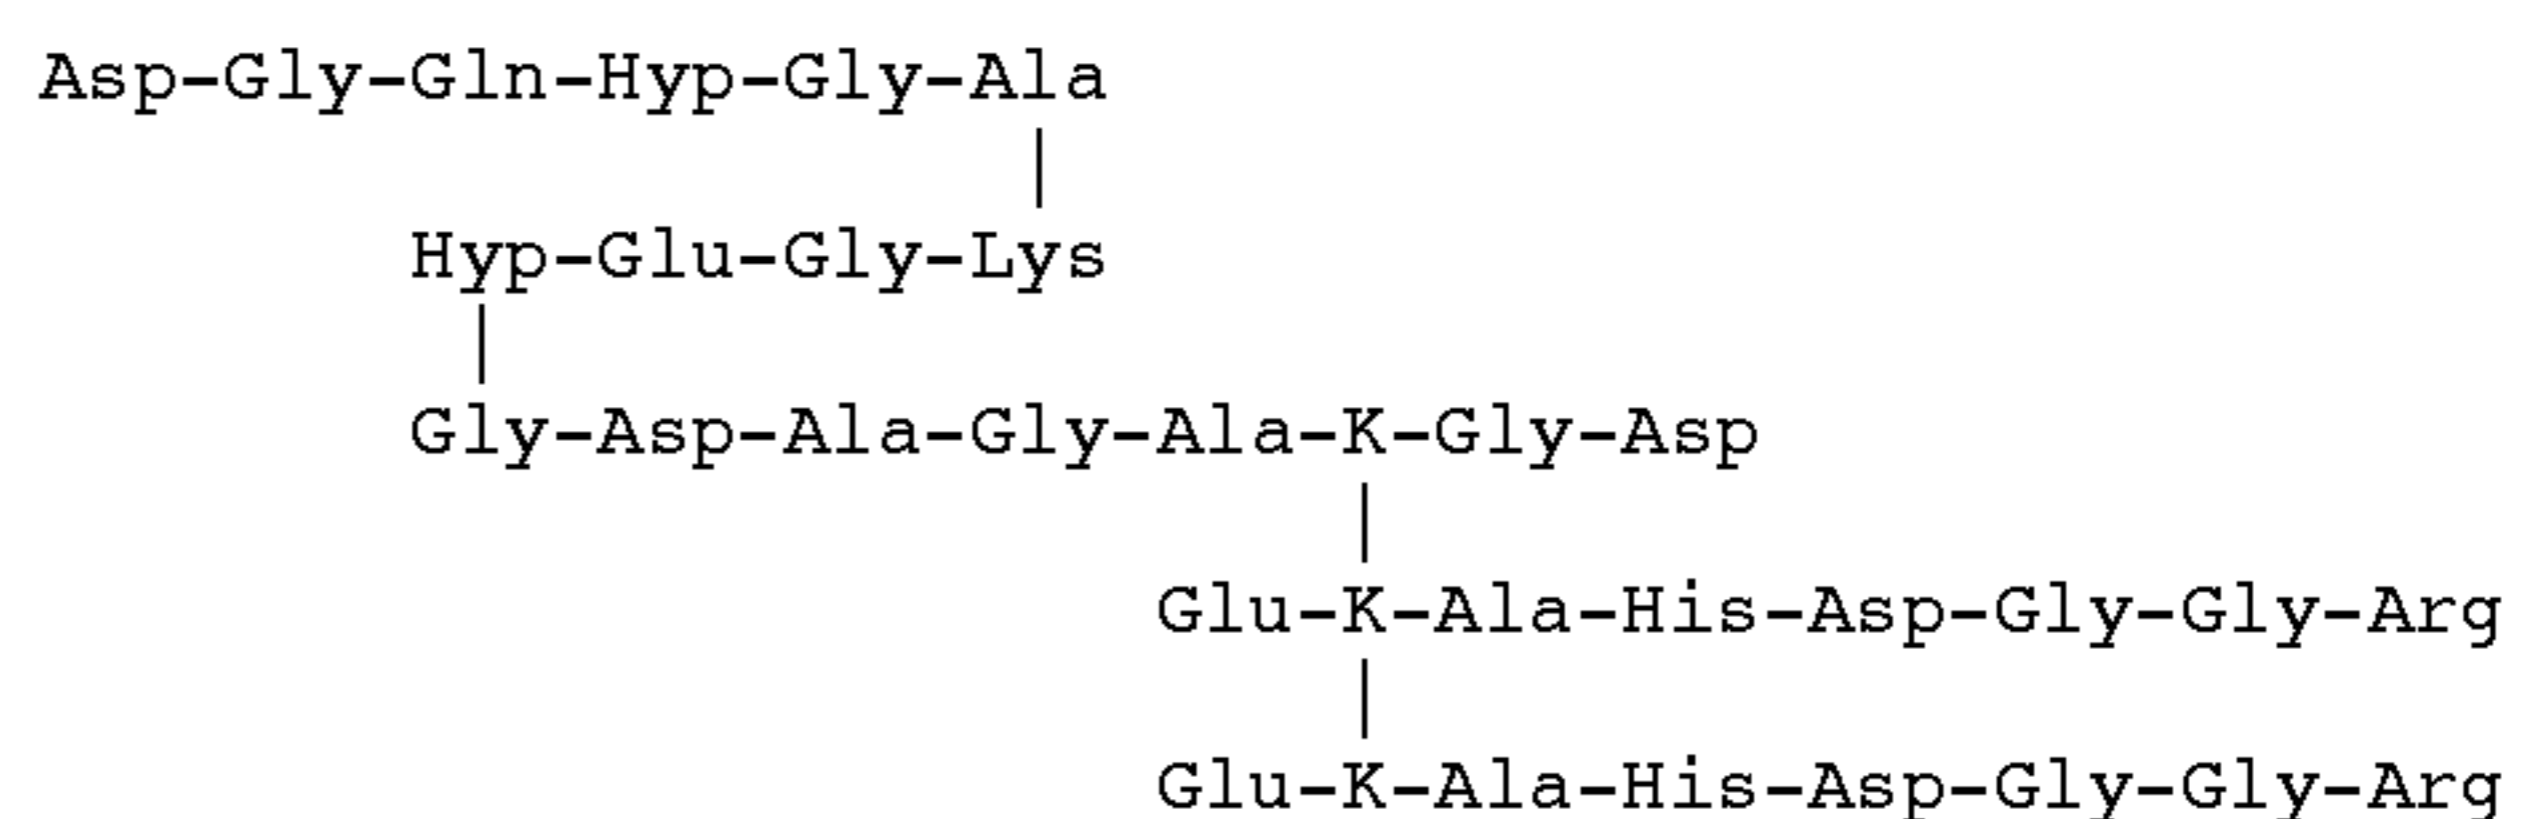 Asp-Gly-Gln-Hyp-Gly-Ala
Hyp-Glu-Gly-Lys
Gly-Asp-Ala-Gly-Ala-K-Gly-Asp
Glu-K-Ala-His-Asp-Gly-Gly-Arg
Glu-K-Ala-His-Asp-Gly-Gly-Arg